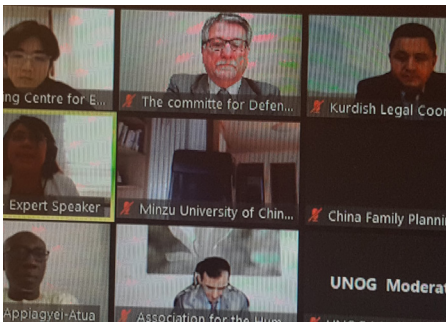 ing Centre for E...
The committe for Defen...
Kurdish Legal Coor
Expert Speaker
Minzu University of Chin...
China Family Planni
Appiagyei-Atua
Association for the Hum
UNOG Moderat